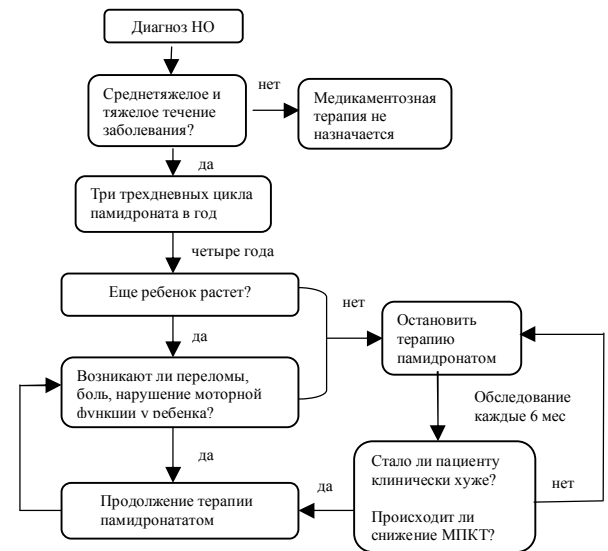 Диагноз НО
Среднетяжелое и
тяжелое течение
заболевания?
нет
Медикаментозная
терапия не
назначается
да
Три трехдневных цикла
памидроната в год
четыре года
Еще ребенок растет?
нет
Остановить
терапию
памидронатом
да
Возникают ли переломы,
боль, нарушение моторной
функции у ребенка?
Обследование
каждые 6 мес
да
Стало ли пациенту
клинически хуже?
Происходит ли
снижение МПКТ?
нет
да
Продолжение терапии
памидронататом